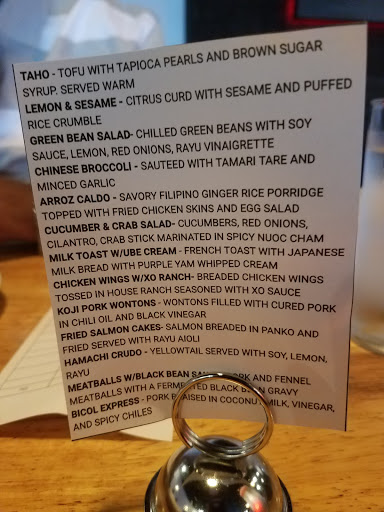 TAHO - TOFU WITH TAPIOCA PEARLS AND BROWN SUGAR
SYRUP. SERVED WARM
LEMON & SESAME - CITRUS CURD WITH SESAME AND PUFFED
RICE CRUMBLE
GREEN BEAN SALAD- CHILLED GREEN BEANS WITH SOY
SAUCE, LEMON, RED ONIONS, RAYU VINAIGRETTE
CHINESE BROCCOLI - SAUTEED WITH TAMARI TARE AND
MINCED GARLIC
ARROZ CALDO - SAVORY FILIPINO GINGER RICE PORRIDGE
TOPPED WITH FRIED CHICKEN SKINS AND EGG SALAD
CUCUMBER & CRAB SALAD- CUCUMBERS, RED ONIONS,
CILANTRO, CRAB STICK MARINATED IN SPICY NUOC CHAM
MILK TOAST W/UBE CREAM - FRENCH TOAST WITH JAPANESE
MILK BREAD WITH PURPLE YAM WHIPPED CREAM
CHICKEN WINGS W/XO RANCH- BREADED CHICKEN WINGS
TOSSED IN HOUSE RANCH SEASONED WITH XO SAUCE
KOJI PORK WONTONS - WONTONS FILLED WITH CURED PORK
IN CHILI OIL AND BLACK VINEGAR
FRIED SALMON CAKES- SALMON BREADED IN PANKO AND
FRIED SERVED WITH RAYU AIOLI
HAMACHI CRUDO - YELLOWTAIL SERVED WITH SOY, LEMON,
RAYU
MEATBALLS W/BLACK BEAN PORK AND FENNEL
MEATBALLS WITH A FERMENTED BLACK BEAN GRAVY
BICOL EXPRESS - PORK BRAISED IN COCONUT MILK, VINEGAR,
AND SPICY CHILES